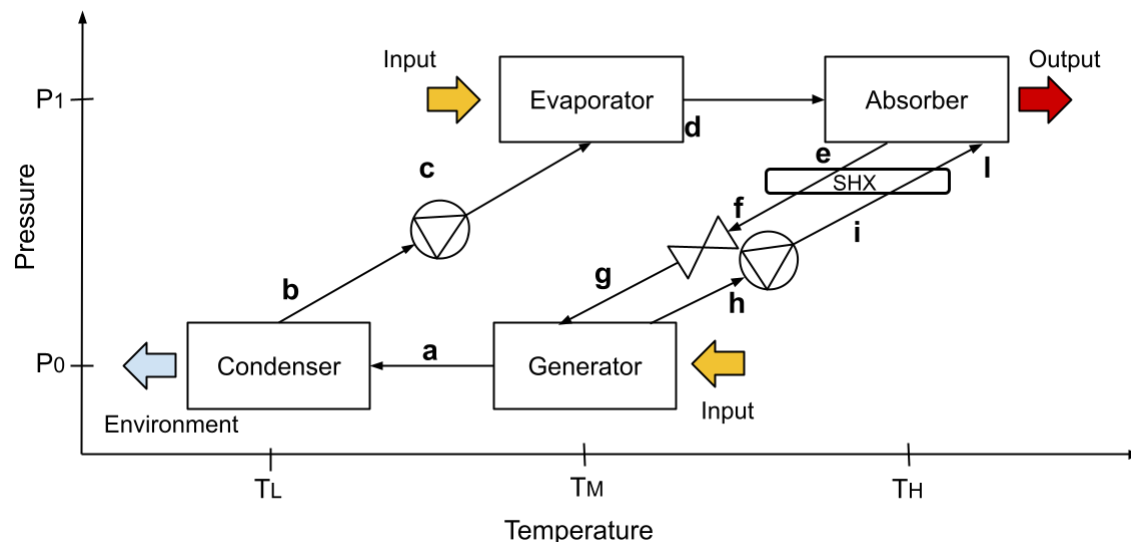 Input
Output
P1
Evaporator
Absorber
d
e
c
SHX
l
f
i
Pressure
g
b
h
P0
Condenser
a
Generator
Environment
Input
TL
TM
TH
Temperature